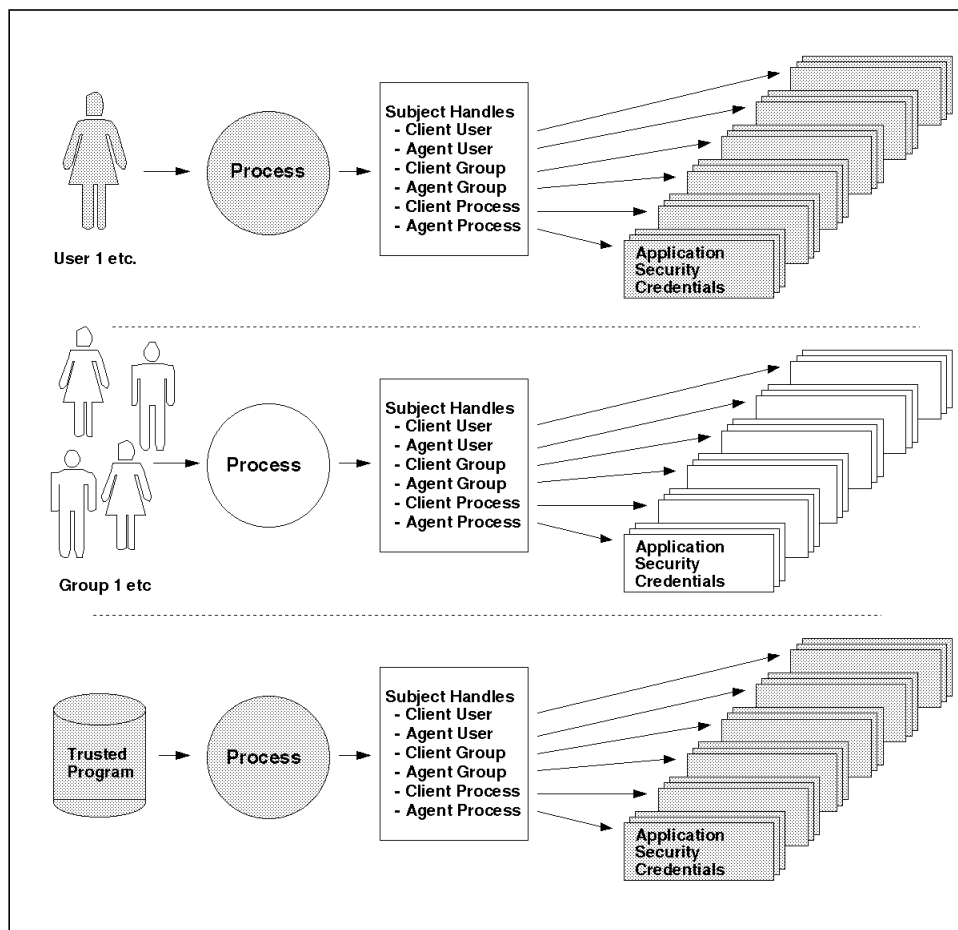 Subject Handles
- Client User
- Agent User
- Client Group
- Agent Group
- Client Process
- Agent Process
Process
User 1 etc.
Application
Security
Credentials
Subject Handles
- Client User
- Agent User
- Client Group
- Agent Group
- Client Process
- Agent Process
Process
Group 1 etc
Application
Security
Credentials
Subject Handles
- Client User
- Agent User
- Client Group
- Agent Group
- Client Process
- Agent Process
Trusted
Program
Process
Application
Security
Credentials